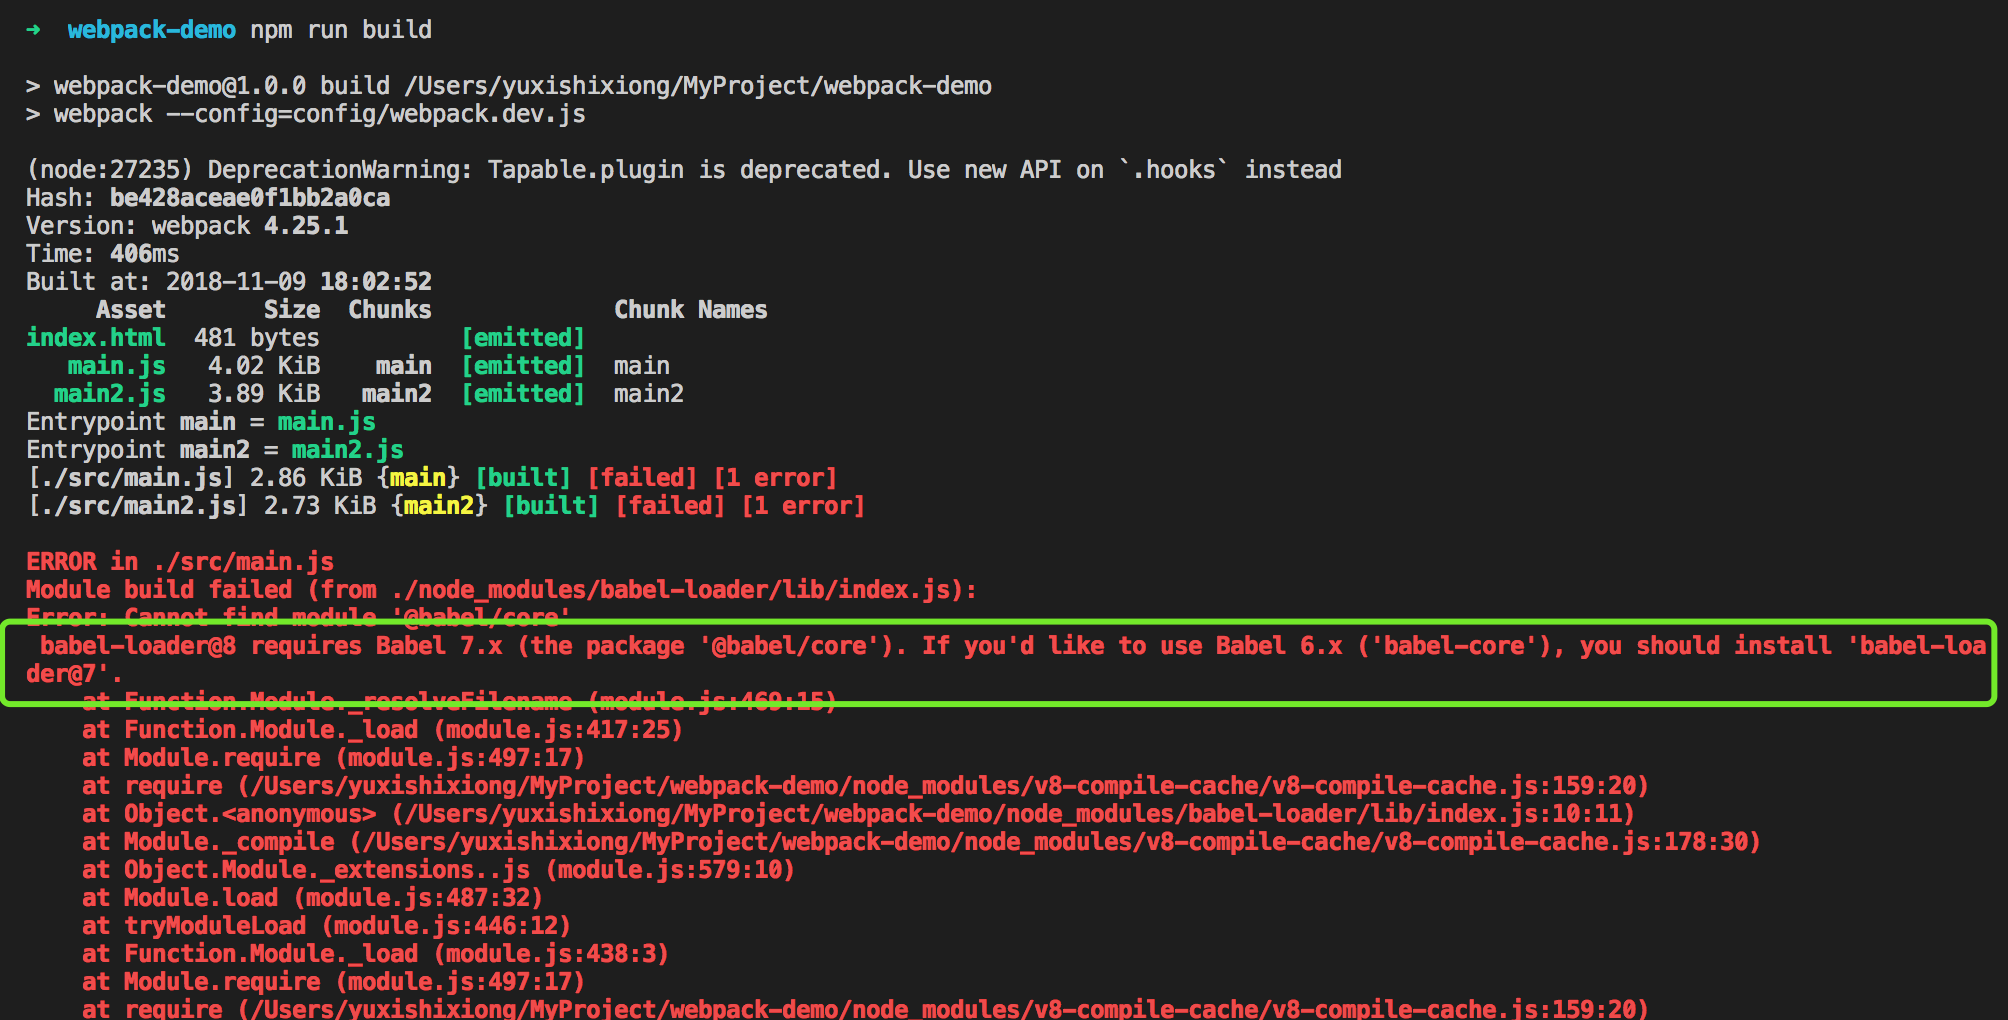 ➜  webpack-demo npm run build
> webpack-demo@1.0.0 build /Users/yuxishixiong/MyProject/webpack-demo
> webpack --config=config/webpack.dev.js
(node:27235) DeprecationWarning: Tapable.plugin is deprecated. Use new API on `.hooks` instead
Hash: be428aceae0f1bb2a0ca
Version: webpack 4.25.1
Time: 406ms
Built at: 2018-11-09 18:02:52
     Asset       Size  Chunks             Chunk Names
index.html  481 bytes          [emitted]
   main.js   4.02 KiB    main  [emitted]  main
  main2.js   3.89 KiB   main2  [emitted]  main2
Entrypoint main = main.js
Entrypoint main2 = main2.js
[./src/main.js] 2.86 KiB {main} [built] [failed] [1 error]
[./src/main2.js] 2.73 KiB {main2} [built] [failed] [1 error]
ERROR in ./src/main.js
Module build failed (from ./node_modules/babel-loader/lib/index.js):
Error: Cannot find module '@babel/core'
 babel-loader@8 requires Babel 7.x (the package '@babel/core'). If you'd like to use Babel 6.x ('babel-core'), you should install 'babel-loa
der@7'.
    at Function.Module._resolveFilename (module.js:469:15)
    at Function.Module._load (module.js:417:25)
    at Module.require (module.js:497:17)
    at require (/Users/yuxishixiong/MyProject/webpack-demo/node_modules/v8-compile-cache/v8-compile-cache.js:159:20)
    at Object.<anonymous> (/Users/yuxishixiong/MyProject/webpack-demo/node_modules/babel-loader/lib/index.js:10:11)
    at Module._compile (/Users/yuxishixiong/MyProject/webpack-demo/node_modules/v8-compile-cache/v8-compile-cache.js:178:30)
    at Object.Module._extensions..js (module.js:579:10)
    at Module.load (module.js:487:32)
    at tryModuleLoad (module.js:446:12)
    at Function.Module._load (module.js:438:3)
    at Module.require (module.js:497:17)
    at require (/Users/yuxishixiong/MyProject/webpack-demo/node_modules/v8-compile-cache/v8-compile-cache.js:159:20)